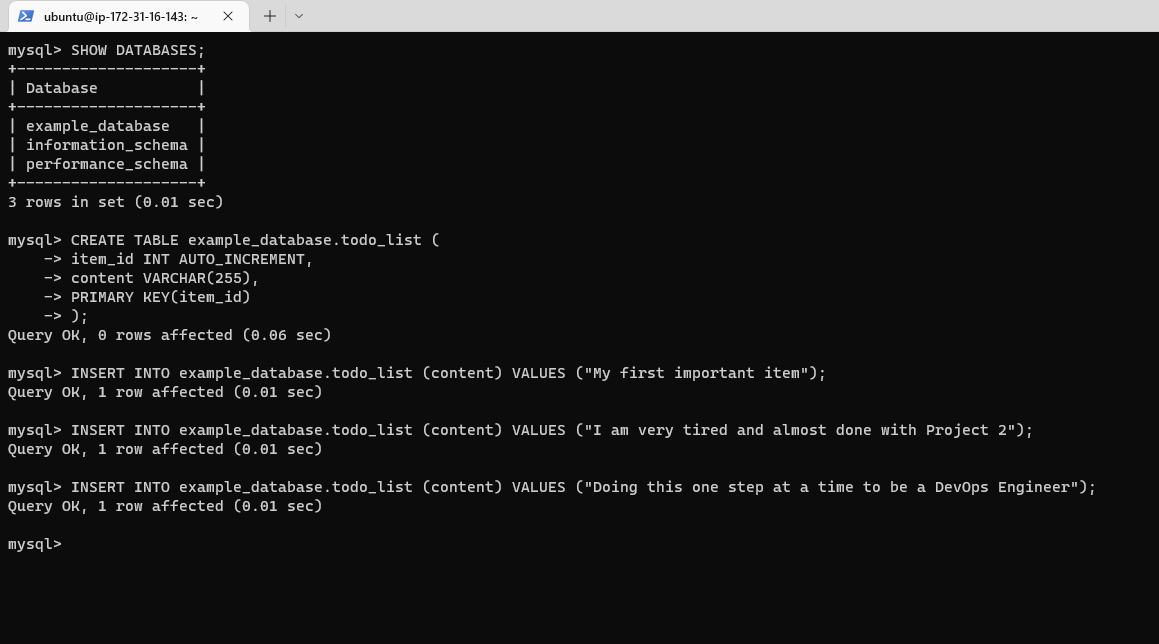 ubuntu@ip-172-31-16-143: ~
mysql> SHOW DATABASES;
+--------------------+
| Database           |
+--------------------+
| example_database   |
| information_schema |
| performance_schema |
+--------------------+
3 rows in set (0.01 sec)
mysql> CREATE TABLE example_database.todo_list (
    -> item_id INT AUTO_INCREMENT,
    -> content VARCHAR(255),
    -> PRIMARY KEY(item_id)
    -> );
Query OK, 0 rows affected (0.06 sec)
mysql> INSERT INTO example_database.todo_list (content) VALUES ("My first important item");
Query OK, 1 row affected (0.01 sec)
mysql> INSERT INTO example_database.todo_list (content) VALUES ("I am very tired and almost done with Project 2");
Query OK, 1 row affected (0.01 sec)
mysql> INSERT INTO example_database.todo_list (content) VALUES ("Doing this one step at a time to be a DevOps Engineer");
Query OK, 1 row affected (0.01 sec)
mysql>